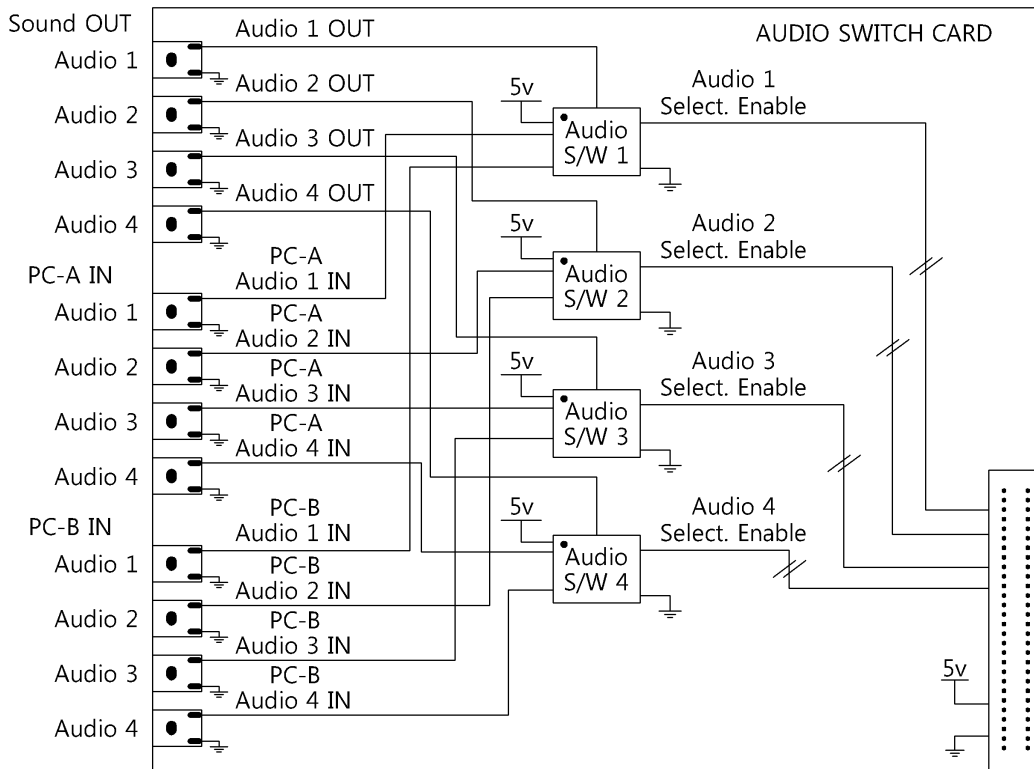 Sound OUT
Audio 1
Audio 2
Audio 3
Audio 4
PC-A IN
Audio 1
Audio 2
Audio 3
Audio 4
PC-B IN
Audio 1
Audio 2
Audio 3
Audio 4
Audio 1 OUT
Audio 2 OUT
Audio 3 OUT
Audio 4 OUT
PC-A
Audio 1 IN
PC-A
Audio 2 IN
PC-A
Audio 3 IN
PC-A
Audio 4 IN
PC-B
Audio 1 IN
PC-B
Audio 2 IN
PC-B
Audio 3 IN
PC-B
Audio 4 IN
AUDIO SWITCH CARD
5v
Audio
S/W 1
Audio 1
Select. Enable
5v
Audio
S/W 2
Audio 2
Select. Enable
5v
Audio
S/W 3
Audio 3
Select. Enable
5v
Audio
S/W 4
Audio 4
Select. Enable
5v